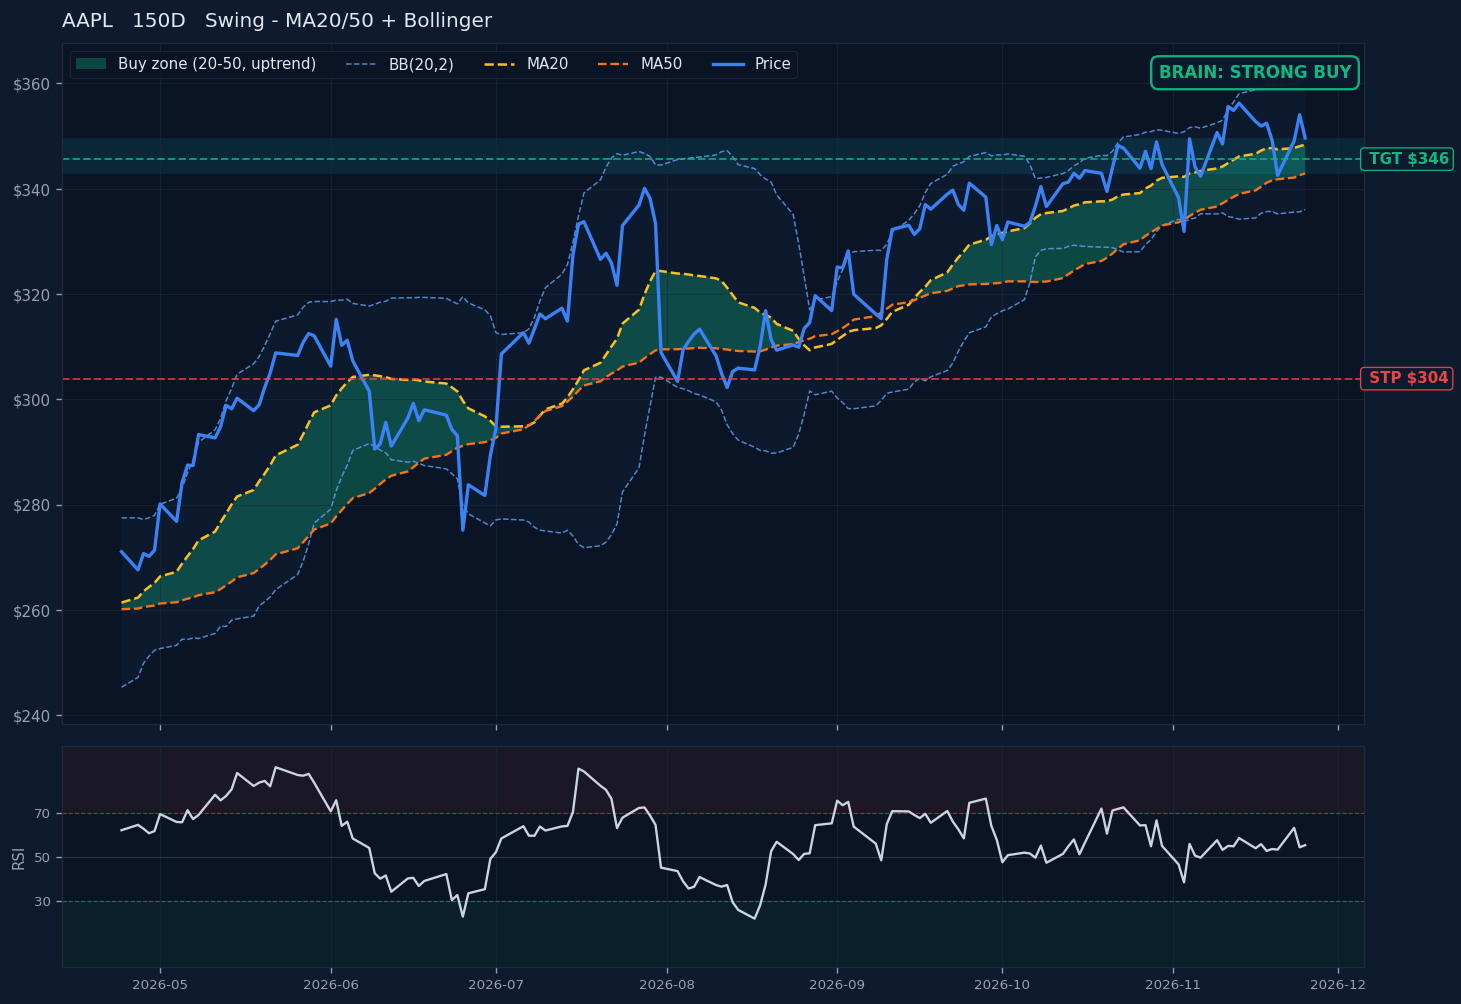 AAPL   150D   Swing - MA20/50 + Bollinger
Buy zone (20-50, uptrend)   BB(20,2)   MA20   MA50   Price
BRAIN: STRONG BUY
$360
$340
$320
$300
$280
$260
$240
TGT $346
STP $304
RSI
70
50
30
2026-05   2026-06   2026-07   2026-08   2026-09   2026-10   2026-11   2026-12